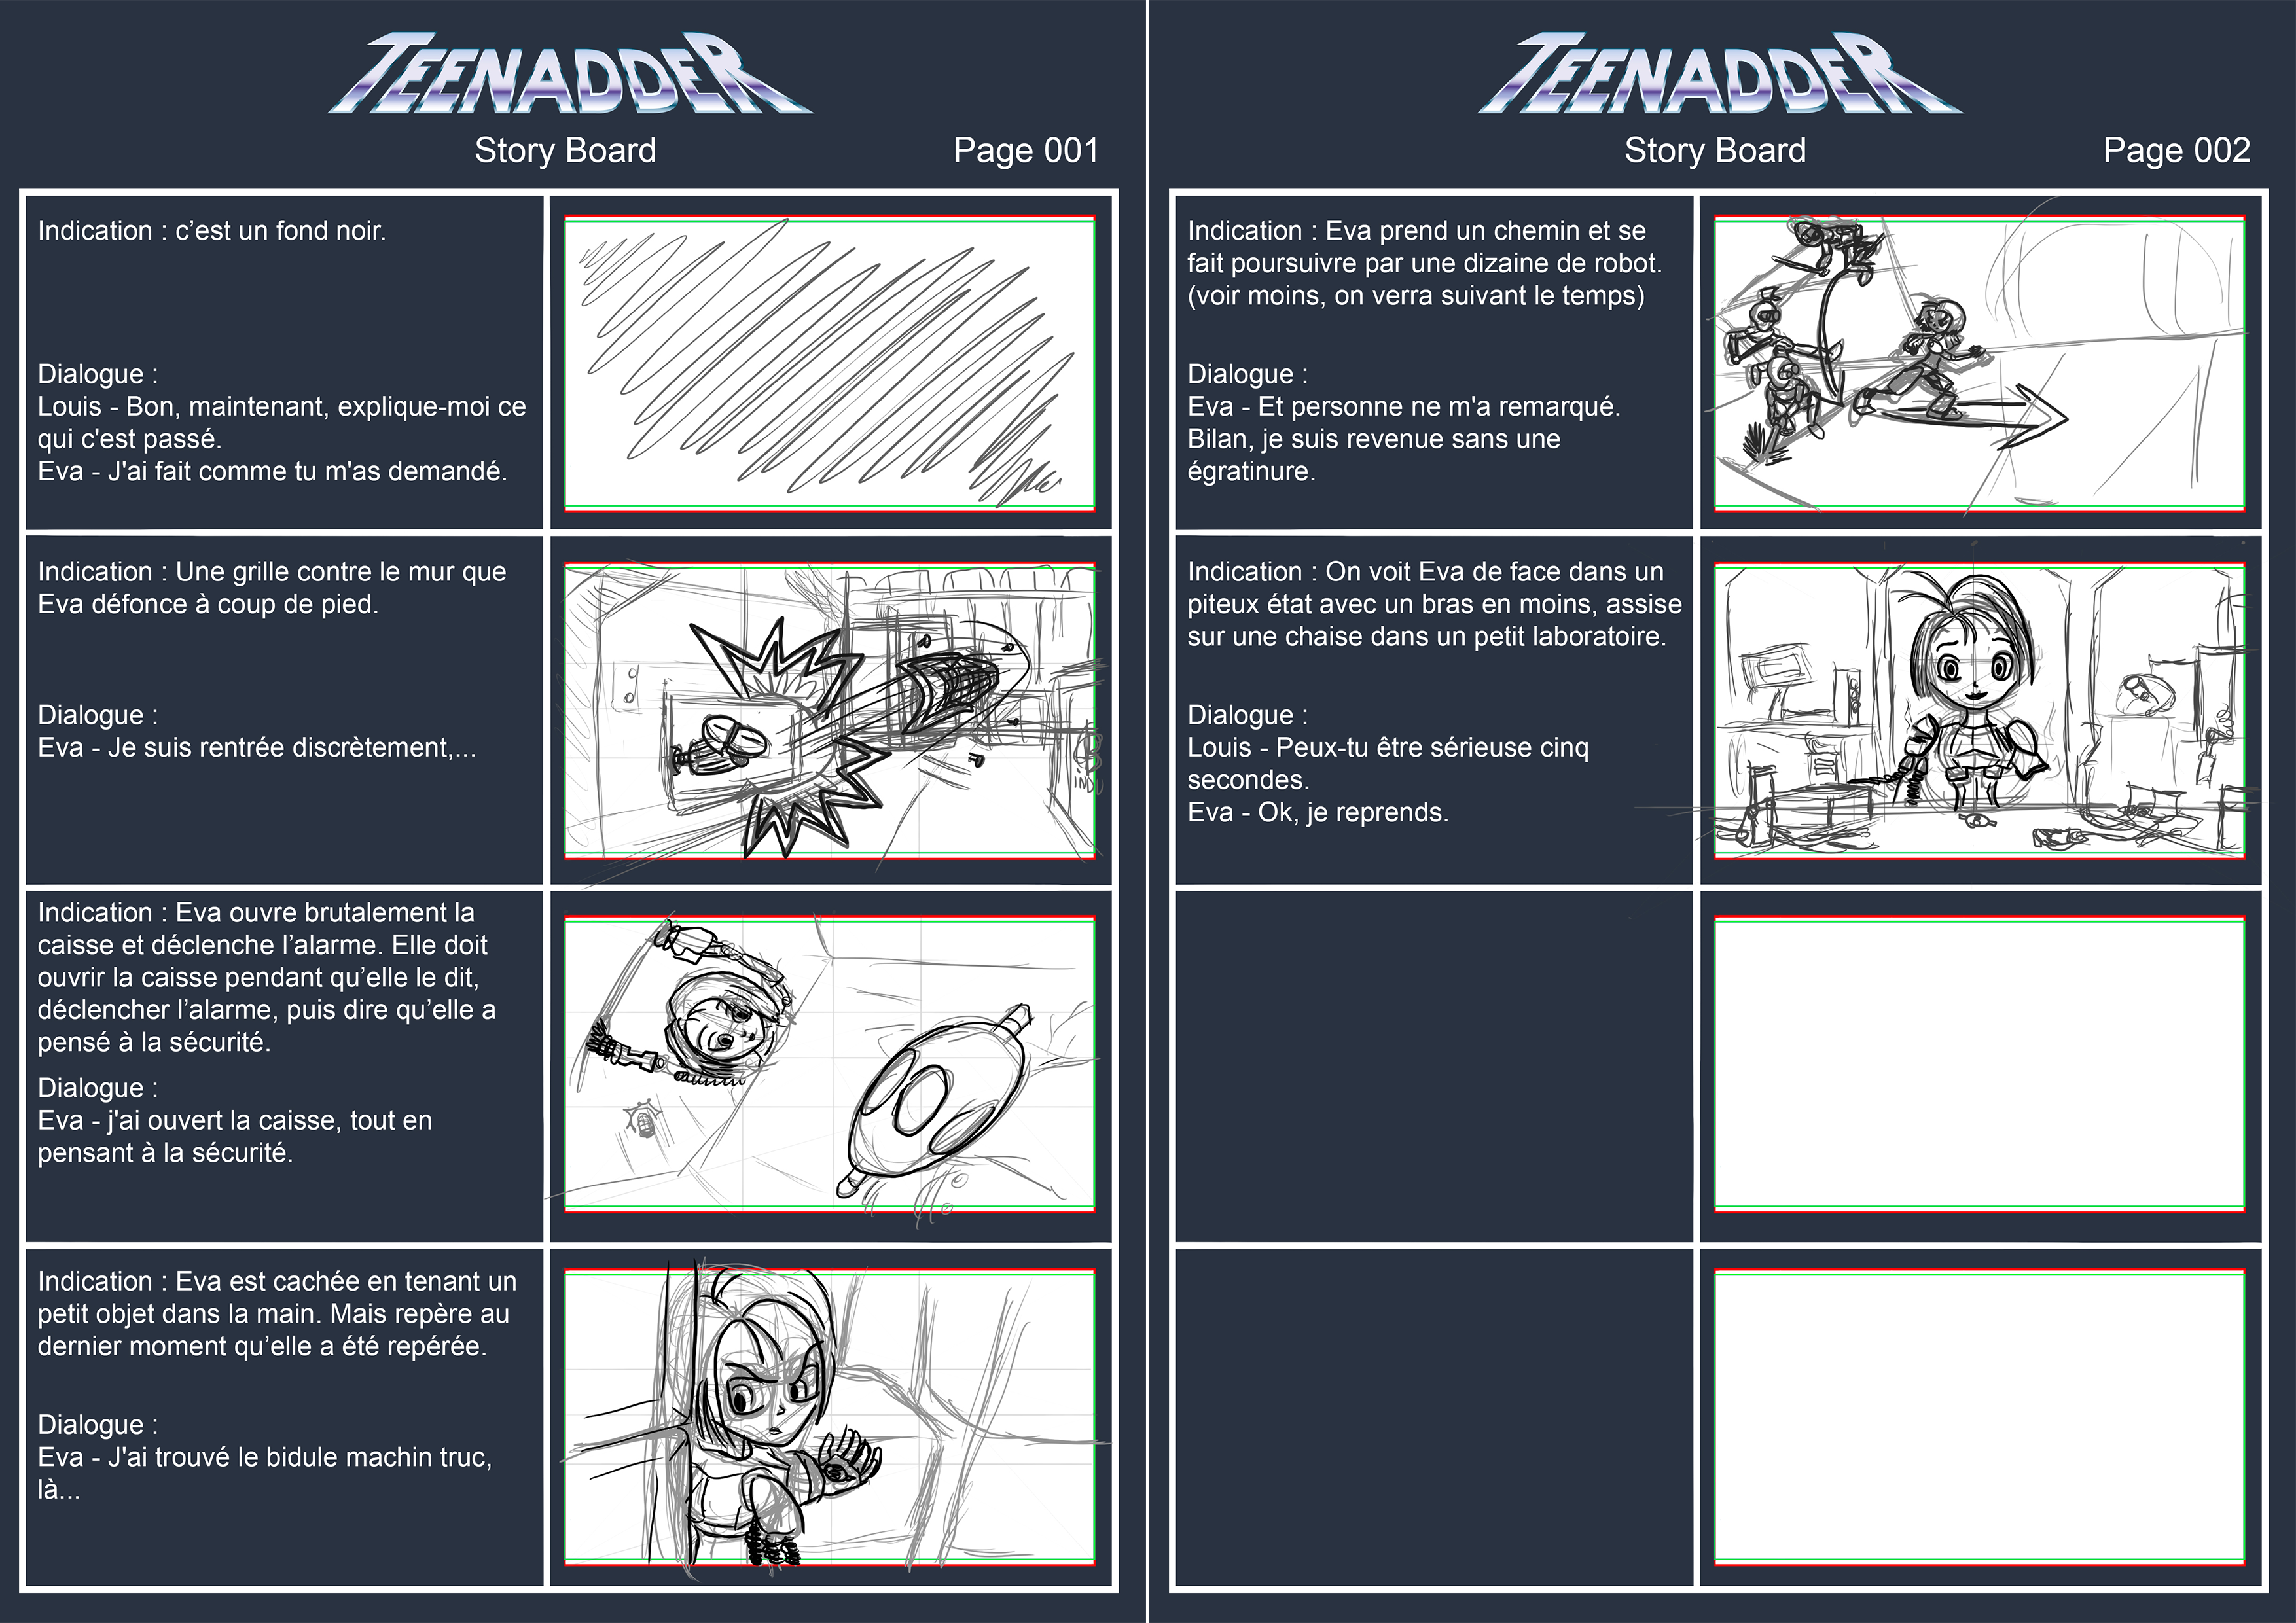 TEENADDER
Story Board
Page 001
Indication : c’est un fond noir.
Dialogue :
Louis - Bon, maintenant, explique-moi ce
qui c'est passé.
Eva - J'ai fait comme tu m'as demandé.
Indication : Une grille contre le mur que
Eva défonce à coup de pied.
Dialogue :
Eva - Je suis rentrée discrètement,...
Indication : Eva ouvre brutalement la
caisse et déclenche l’alarme. Elle doit
ouvrir la caisse pendant qu’elle le dit,
déclencher l’alarme, puis dire qu’elle a
pensé à la sécurité.
Dialogue :
Eva - j'ai ouvert la caisse, tout en
pensant à la sécurité.
Indication : Eva est cachée en tenant un
petit objet dans la main. Mais repère au
dernier moment qu’elle a été repérée.
Dialogue :
Eva - J'ai trouvé le bidule machin truc,
là...
TEENADDER
Story Board
Page 002
Indication : Eva prend un chemin et se
fait poursuivre par une dizaine de robot.
(voir moins, on verra suivant le temps)
Dialogue :
Eva - Et personne ne m'a remarqué.
Bilan, je suis revenue sans une
égratinure.
Indication : On voit Eva de face dans un
piteux état avec un bras en moins, assise
sur une chaise dans un petit laboratoire.
Dialogue :
Louis - Peux-tu être sérieuse cinq
secondes.
Eva - Ok, je reprends.